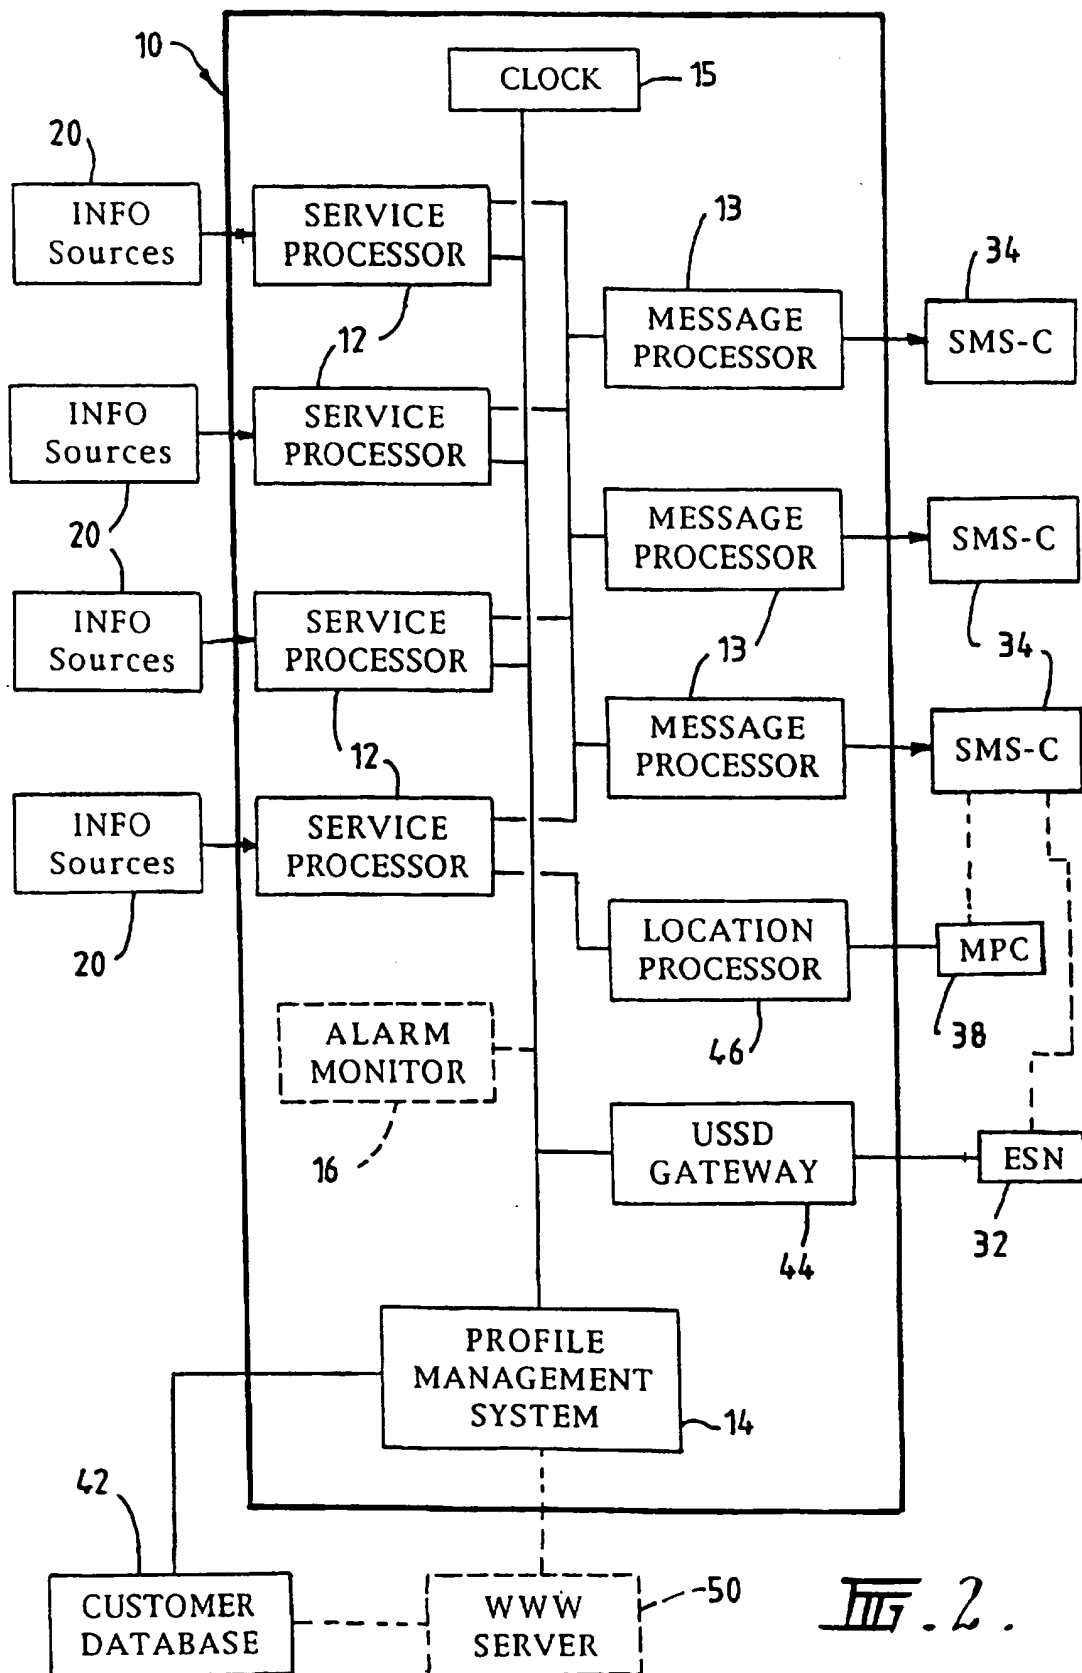 10
CLOCK
15
20
INFO
Sources
SERVICE
PROCESSOR
13
34
12
MESSAGE
PROCESSOR
SMS-C
INFO
Sources
SERVICE
PROCESSOR
20
MESSAGE
PROCESSOR
SMS-C
INFO
Sources
SERVICE
PROCESSOR
13
34
12
MESSAGE
PROCESSOR
SMS-C
INFO
Sources
SERVICE
PROCESSOR
20
LOCATION
PROCESSOR
MPC
46
38
ALARM
MONITOR
16
USSD
GATEWAY
ESN
44
32
PROFILE
MANAGEMENT
SYSTEM
14
42
CUSTOMER
DATABASE
WWW
SERVER
50
FIG. 2.